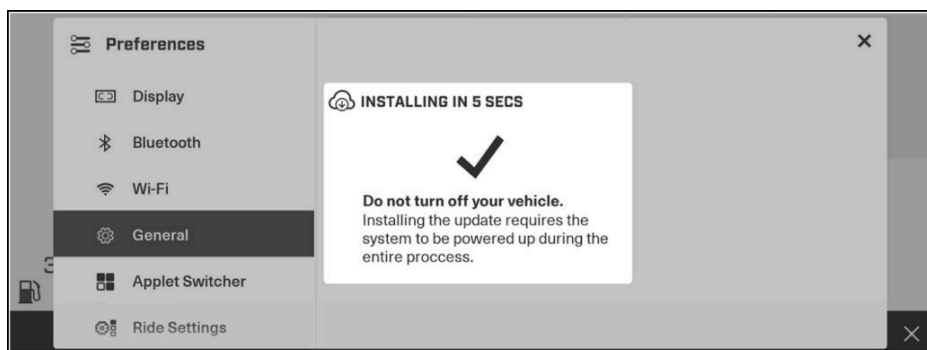 Preferences
Display
Bluetooth
Wi-Fi
General
Applet Switcher
Ride Settings
INSTALLING IN 5 SECS
Do not turn off your vehicle.
Installing the update requires the
system to be powered up during the
entire proccess.